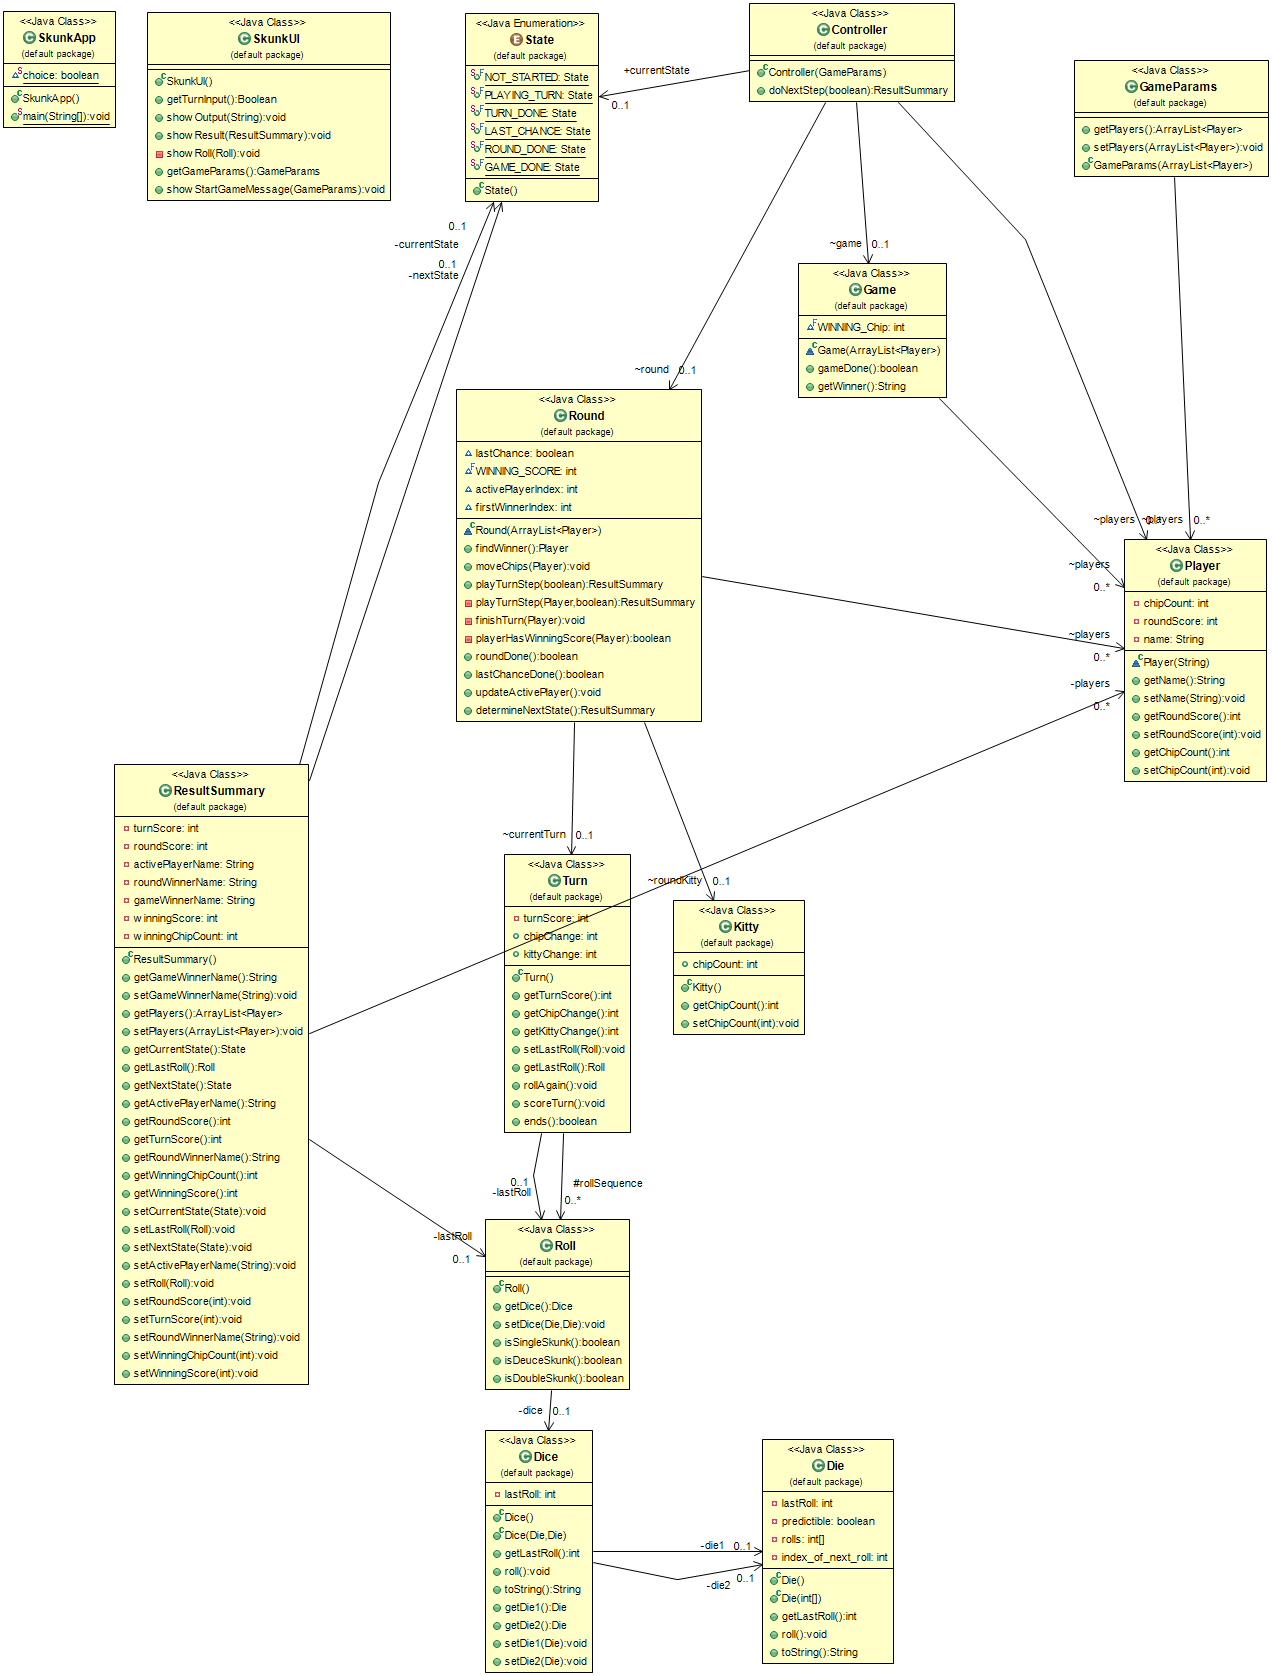 <<Java Class>>
SkunkApp
(default package)
choice: boolean
SkunkApp()
main(String[]):void
<<Java Class>>
SkunkUI
(default package)
SkunkUI()
getTurnInput():Boolean
show Output(String):void
show Result(ResultSummary):void
show Roll(Roll):void
getGameParams():GameParams
show StartGameMessage(GameParams):void
<<Java Enumeration>>
State
(default package)
NOT_STARTED: State
PLAYING_TURN: State
TURN_DONE: State
LAST_CHANCE: State
ROUND_DONE: State
GAME_DONE: State
State()
<<Java Class>>
Controller
(default package)
Controller(GameParams)
doNextStep(boolean):ResultSummary
<<Java Class>>
GameParams
(default package)
getPlayers():ArrayList<Player>
setPlayers(ArrayList<Player>):void
GameParams(ArrayList<Player>)
+currentState
0..1
0..1
-currentState
0..1
-nextState
~game 0..1
<<Java Class>>
Game
(default package)
WINNING_Chip: int
Game(ArrayList<Player>)
gameDone():boolean
getWinner():String
~round 0..1
<<Java Class>>
Round
(default package)
lastChance: boolean
WINNING_SCORE: int
activePlayerIndex: int
firstWinnerIndex: int
Round(ArrayList<Player>)
findWinner():Player
moveChips(Player):void
playTurnStep(boolean):ResultSummary
playTurnStep(Player,boolean):ResultSummary
finishTurn(Player):void
playerHasWinningScore(Player):boolean
roundDone():boolean
lastChanceDone():boolean
updateActivePlayer():void
determineNextState():ResultSummary
~players 0..* ~players 0..*
~players
0..*
~players
0..*
-players
0..*
<<Java Class>>
Player
(default package)
chipCount: int
roundScore: int
name: String
Player(String)
getName():String
setName(String):void
getRoundScore():int
setRoundScore(int):void
getChipCount():int
setChipCount(int):void
<<Java Class>>
ResultSummary
(default package)
turnScore: int
roundScore: int
activePlayerName: String
roundWinnerName: String
gameWinnerName: String
w inningScore: int
w inningChipCount: int
ResultSummary()
getGameWinnerName():String
setGameWinnerName(String):void
getPlayers():ArrayList<Player>
setPlayers(ArrayList<Player>):void
getCurrentState():State
getLastRoll():Roll
getNextState():State
getActivePlayerName():String
getRoundScore():int
getTurnScore():int
getRoundWinnerName():String
getWinningChipCount():int
getWinningScore():int
setCurrentState(State):void
setLastRoll(Roll):void
setNextState(State):void
setActivePlayerName(String):void
setRoll(Roll):void
setRoundScore(int):void
setTurnScore(int):void
setRoundWinnerName(String):void
setWinningChipCount(int):void
setWinningScore(int):void
~currentTurn 0..1
<<Java Class>>
Turn
(default package)
turnScore: int
chipChange: int
kittyChange: int
Turn()
getTurnScore():int
getChipChange():int
getKittyChange():int
setLastRoll(Roll):void
getLastRoll():Roll
rollAgain():void
scoreTurn():void
ends():boolean
~roundKitty 0..1
<<Java Class>>
Kitty
(default package)
chipCount: int
Kitty()
getChipCount():int
setChipCount(int):void
0..1
-lastRoll
#rollSequence
0..*
-lastRoll
0..1
<<Java Class>>
Roll
(default package)
Roll()
getDice():Dice
setDice(Die,Die):void
isSingleSkunk():boolean
isDeuceSkunk():boolean
isDoubleSkunk():boolean
-dice 0..1
<<Java Class>>
Dice
(default package)
lastRoll: int
Dice()
Dice(Die,Die)
getLastRoll():int
roll():void
toString():String
getDie1():Die
getDie2():Die
setDie1(Die):void
setDie2(Die):void
-die1 0..1
-die2 0..1
<<Java Class>>
Die
(default package)
lastRoll: int
predictible: boolean
rolls: int[]
index_of_next_roll: int
Die()
Die(int[])
getLastRoll():int
roll():void
toString():String